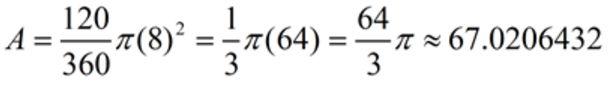 A = 120/360 π(8)² = 1/3 π(64) = 64/3 π ≈ 67.0206432